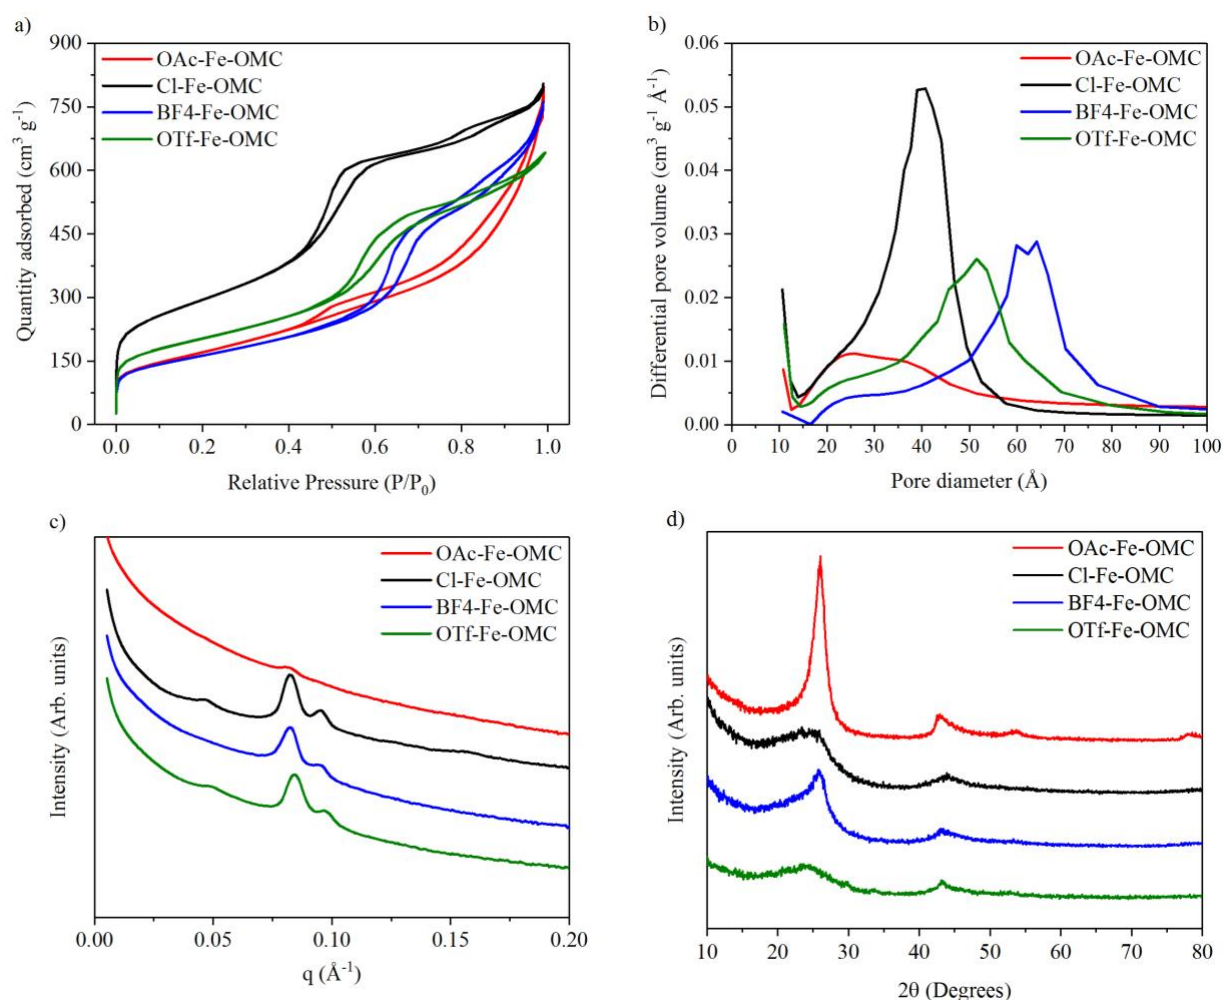 a)
900
750
600
450
300
150
0
0.0 0.2 0.4 0.6 0.8 1.0
Quantity adsorbed (cm³ g⁻¹)
Relative Pressure (P/P₀)
OAc-Fe-OMC
Cl-Fe-OMC
BF4-Fe-OMC
OTf-Fe-OMC
b)
0.06
0.05
0.04
0.03
0.02
0.01
0.00
0 10 20 30 40 50 60 70 80 90 100
Differential pore volume (cm³ g⁻¹ Å⁻¹)
Pore diameter (Å)
OAc-Fe-OMC
Cl-Fe-OMC
BF4-Fe-OMC
OTf-Fe-OMC
c)
OAc-Fe-OMC
Cl-Fe-OMC
BF4-Fe-OMC
OTf-Fe-OMC
Intensity (Arb. units)
0.00 0.05 0.10 0.15 0.20
q (Å⁻¹)
d)
OAc-Fe-OMC
Cl-Fe-OMC
BF4-Fe-OMC
OTf-Fe-OMC
Intensity (Arb. units)
10 20 30 40 50 60 70 80
2θ (Degrees)